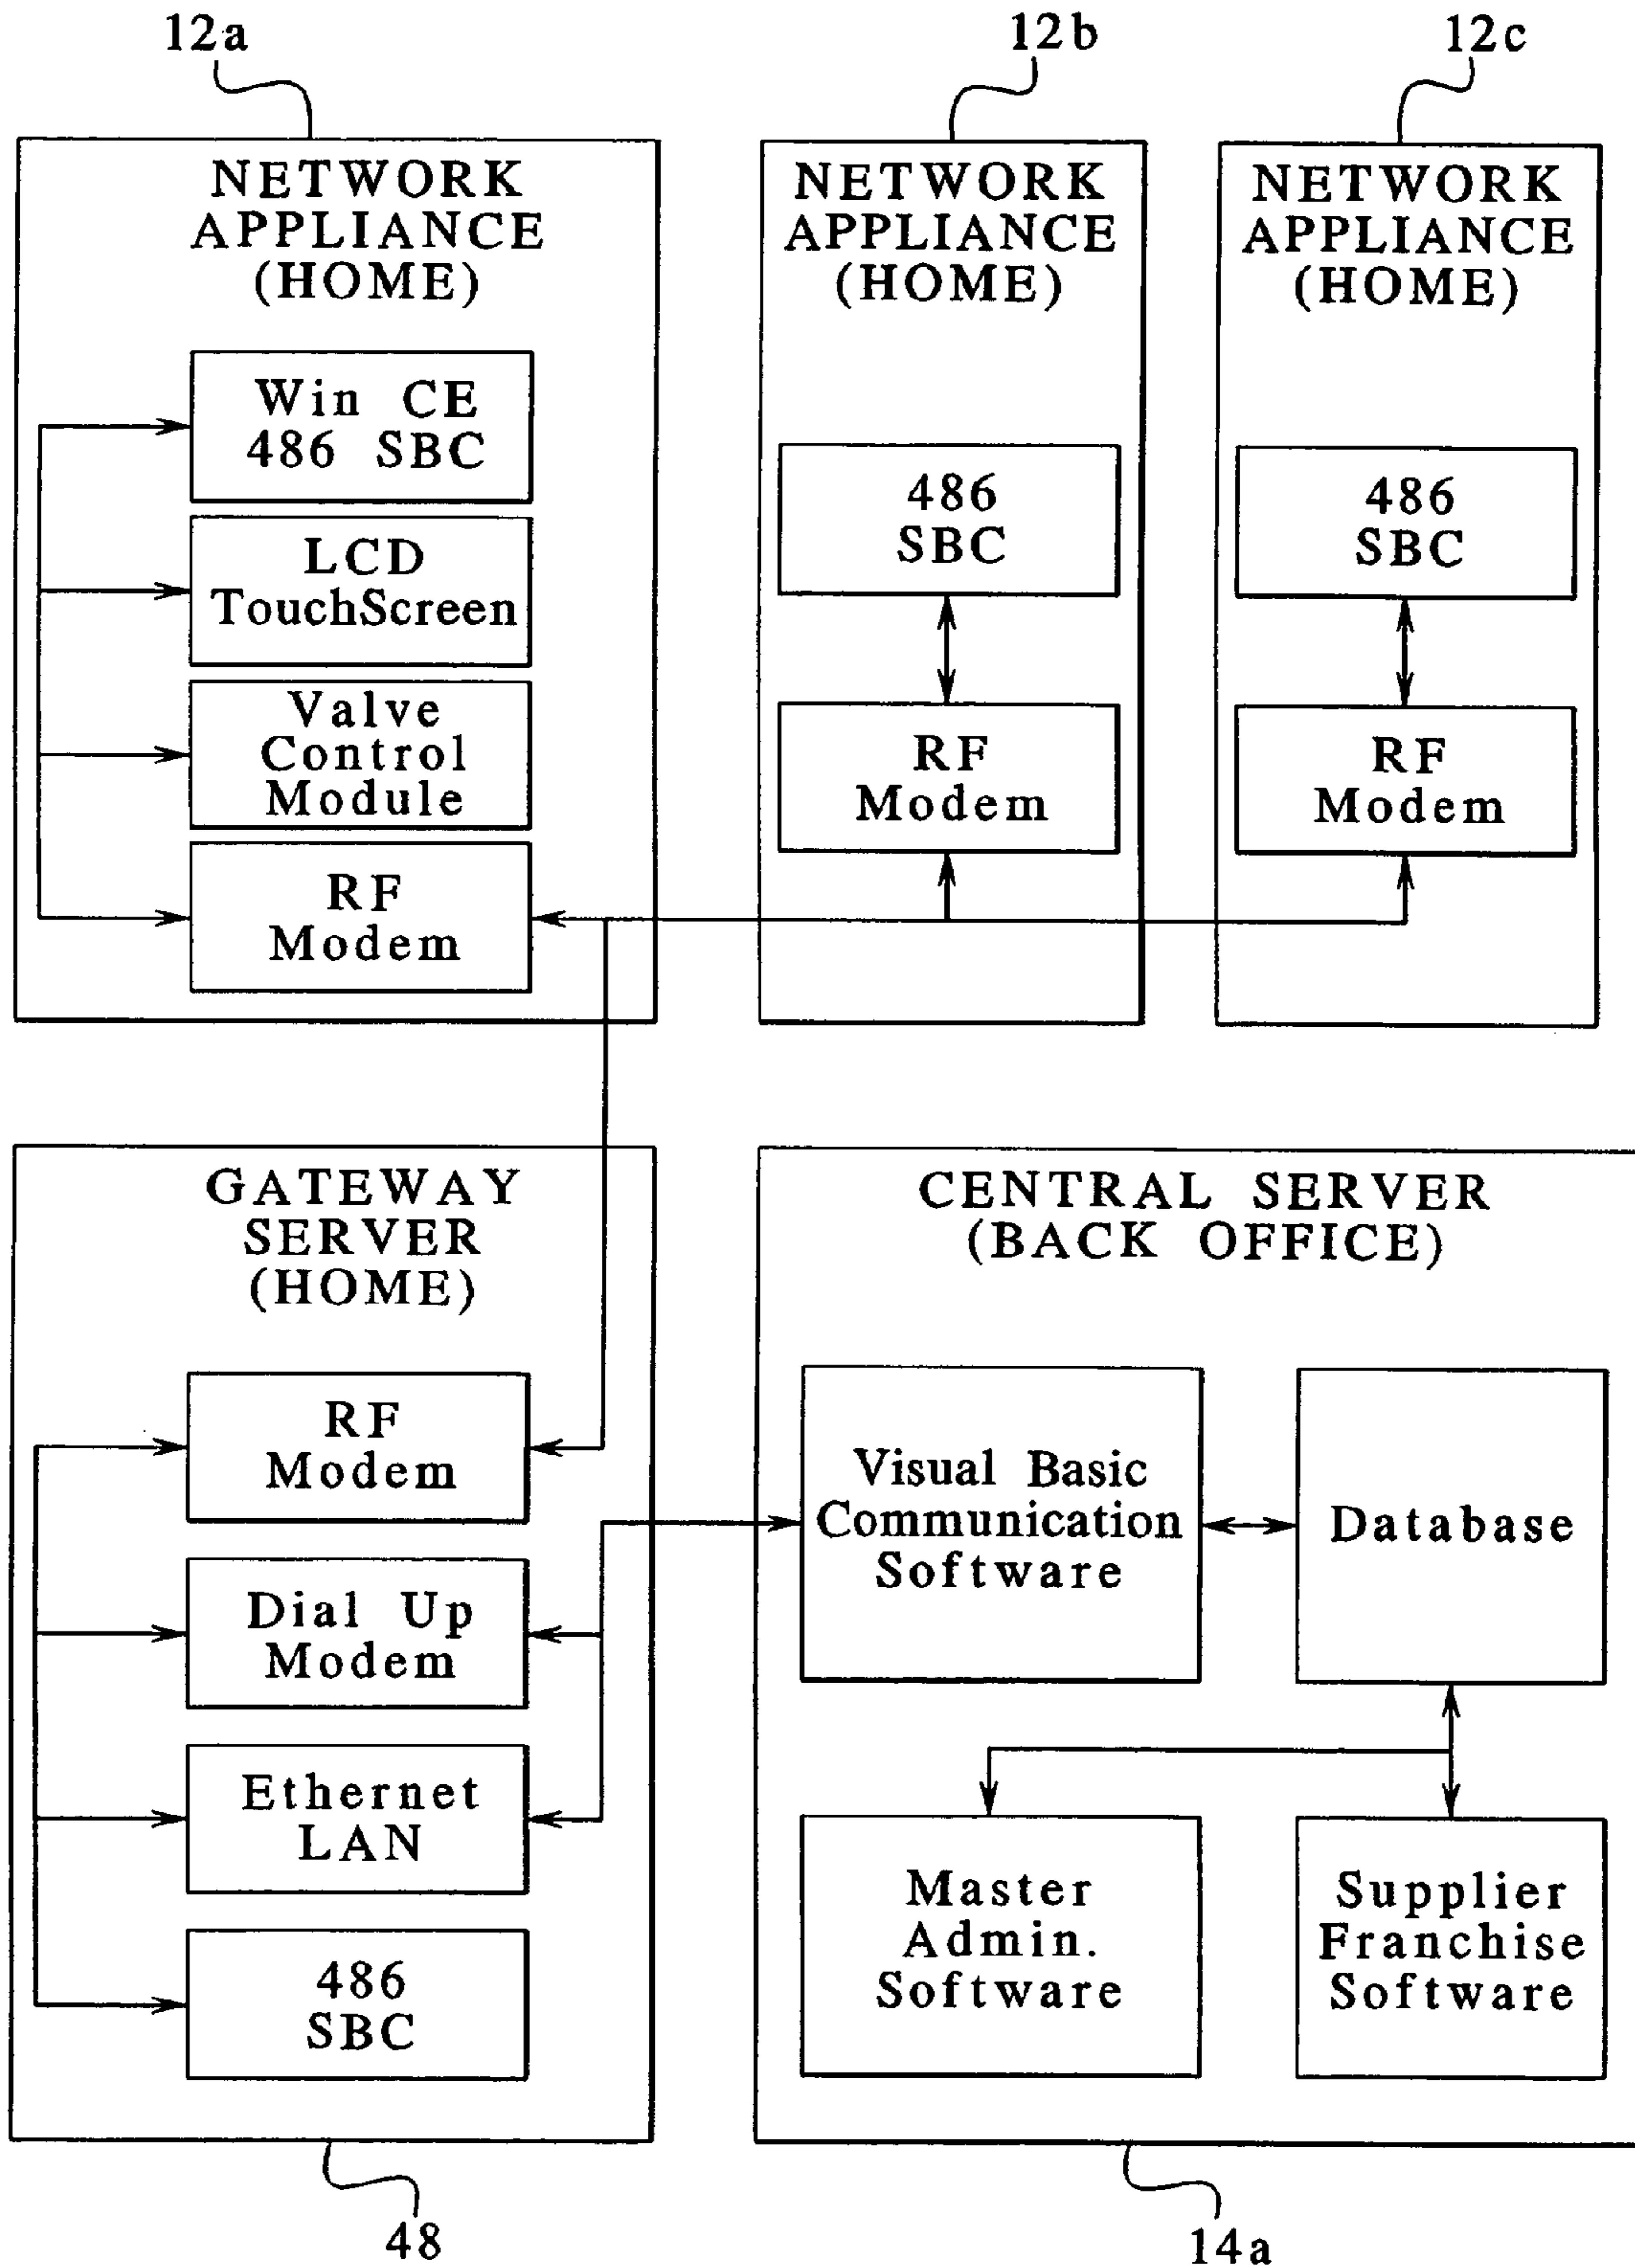 12a
12b
12c
NETWORK
APPLIANCE
(HOME)
Win CE
486 SBC
LCD
TouchScreen
Valve
Control
Module
RF
Modem
NETWORK
APPLIANCE
(HOME)
486
SBC
RF
Modem
NETWORK
APPLIANCE
(HOME)
486
SBC
RF
Modem
GATEWAY
SERVER
(HOME)
RF
Modem
Dial Up
Modem
Ethernet
LAN
486
SBC
CENTRAL SERVER
(BACK OFFICE)
Visual Basic
Communication
Software
Database
Master
Admin.
Software
Supplier
Franchise
Software
48
14a